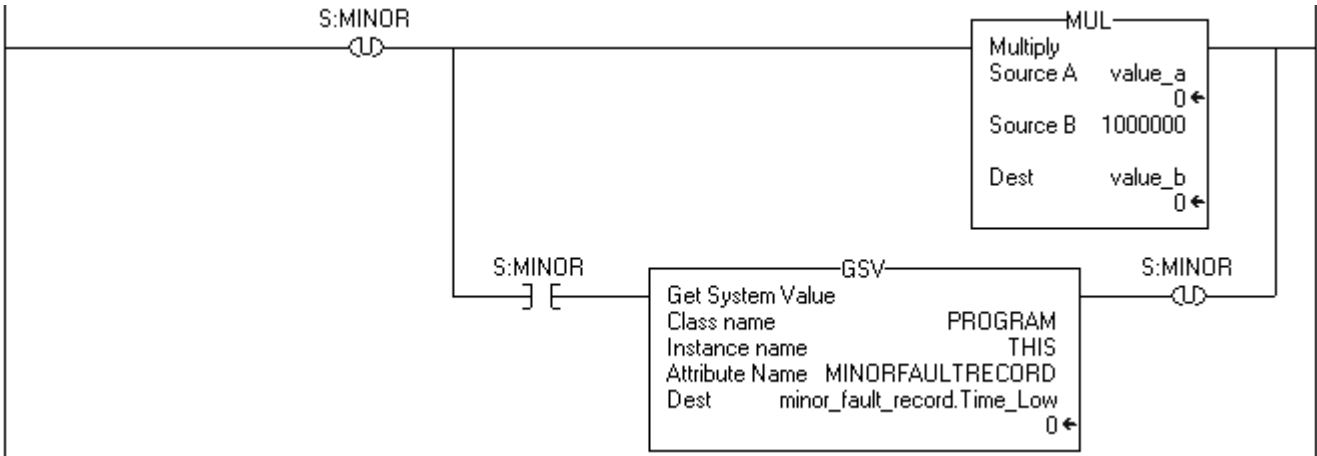 S:MINOR
(U)
MUL
Multiply
Source A value_a
0
Source B 1000000
Dest value_b
0
S:MINOR
GSV
Get System Value
Class name PROGRAM
Instance name THIS
Attribute Name MINORFAULTRECORD
Dest minor_fault_record.Time_Low
0
S:MINOR
(U)